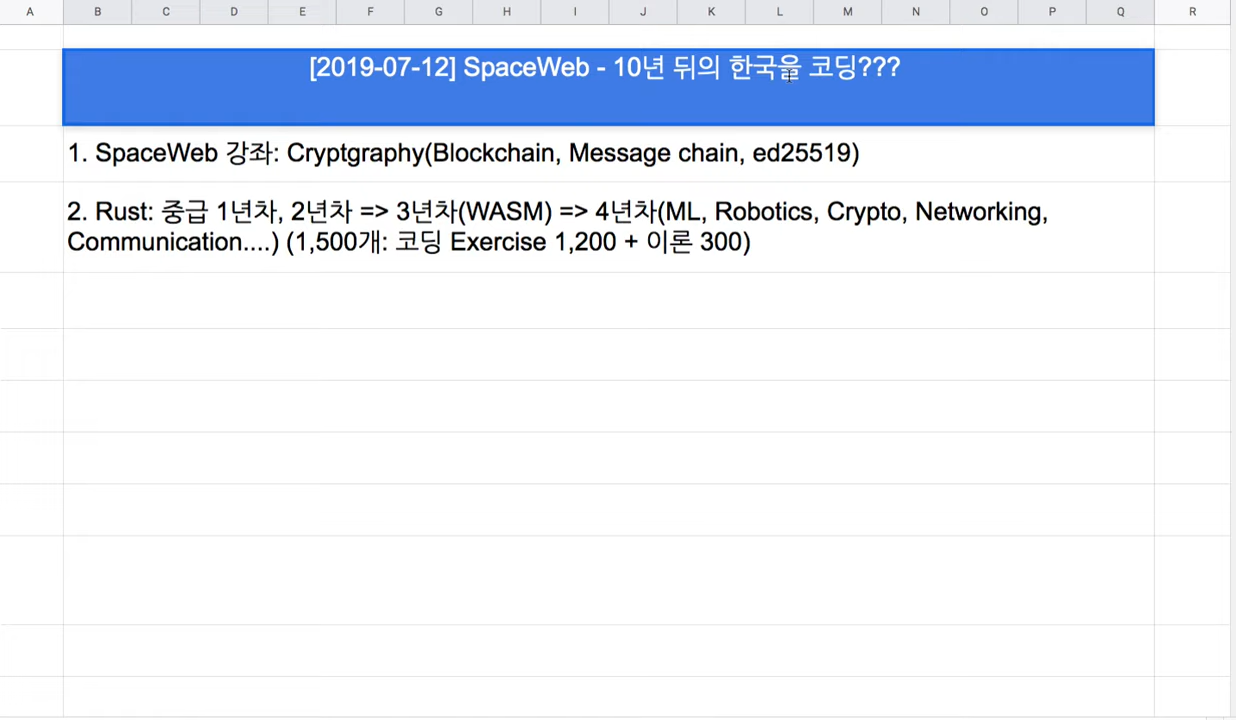 A B C D E F G H I J K L M N O P Q R
[2019-07-12] SpaceWeb - 10년 뒤의 한국을 코딩???
1. SpaceWeb 강좌: Cryptgraphy(Blockchain, Message chain, ed25519)
2. Rust: 중급 1년차, 2년차 => 3년차(WASM) => 4년차(ML, Robotics, Crypto, Networking,
Communication....) (1,500개: 코딩 Exercise 1,200 + 이론 300)